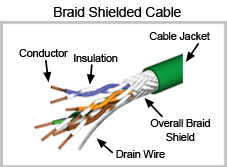 Braid Shielded Cable
Cable Jacket
Conductor
Insulation
Overall Braid
Shield
Drain Wire